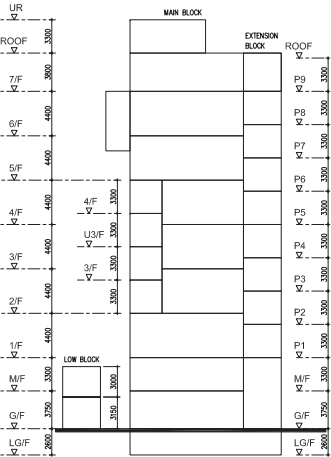 UR
MAIN BLOCK
3300
ROOF
EXTENSION
BLOCK
ROOF
3800
3300
7/F
P9
4400
3300
P8
6/F
3300
P7
4400
3300
5/F
P6
4400
4/F
3300
3300
4/F
P5
U3/F
3300
3300
4400
P4
3/F
3/F
3300
3300
P3
4400
3300
3300
2/F
P2
4400
3300
1/F
LOW BLOCK
P1
3300
3000
3300
M/F
M/F
3750
3150
3750
G/F
G/F
2600
2600
LG/F
LG/F